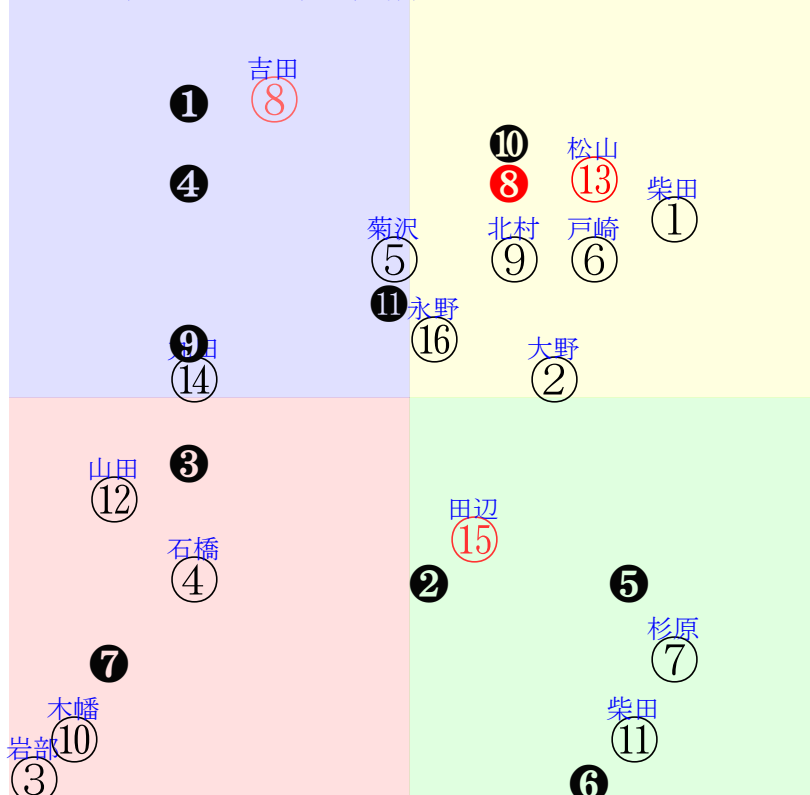 吉田
❶ ⑧
❿ 松山
❹ ❽ ⑬ 柴田
①
菊沢 北村 戸崎
⑤ ⑨ ⑥
⓫ 永野
❾ ⑯ 大野
田
⑭ ②
❸ 山田
⑫ 田辺
石橋 ⑮
④ ❷ ❺
杉原
❼ ⑦
木幡 柴田
岩部 ⑩ ⑪
③ ❻